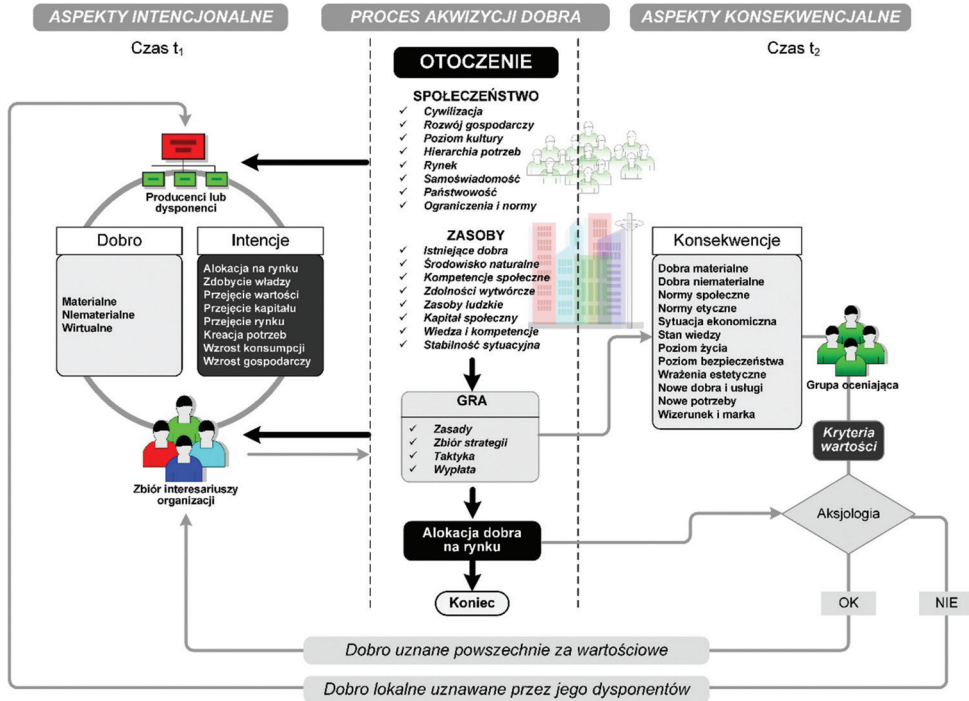 ASPEKTY INTENCJONALNE
PROCES AKWIZYCJI DOBRA
ASPEKTY KONSEKWENCJALNE
Czas t₁
Czas t₂
OTOCZENIE
SPOŁECZEŃSTWO
✓ Cywilizacja
✓ Rozwój gospodarczy
✓ Poziom kultury
✓ Hierarchia potrzeb
✓ Rynek
✓ Samoświadomość
✓ Państwowość
✓ Ograniczenia i normy
Producenci lub
dysponenci
Dobro
Materialne
Niematerialne
Wirtualne
Intencje
Alokacja na rynku
Zdobycie władzy
Przejęcie wartości
Przejęcie kapitału
Przejęcie rynku
Kreacja potrzeb
Wzrost konsumpcji
Wzrost gospodarczy
ZASOBY
✓ Istniejące dobra
✓ Środowisko naturalne
✓ Kompetencje społeczne
✓ Zdolności wytwórcze
✓ Zasoby ludzkie
✓ Kapitał społeczny
✓ Wiedza i kompetencje
✓ Stabilność sytuacyjna
Konsekwencje
Dobra materialne
Dobra niematerialne
Normy społeczne
Normy etyczne
Sytuacja ekonomiczna
Stan wiedzy
Poziom życia
Poziom bezpieczeństwa
Wrażenia estetyczne
Nowe dobra i usługi
Nowe potrzeby
Wizerunek i marka
Grupa oceniająca
GRA
✓ Zasady
✓ Zbiór strategii
✓ Taktyka
✓ Wypłata
Kryteria
wartości
Zbiór interesariuszy
organizacji
Aksjologia
Alokacja dobra
na rynku
Koniec
OK
NIE
Dobro uznane powszechnie za wartościowe
Dobro lokalne uznawane przez jego dysponentów